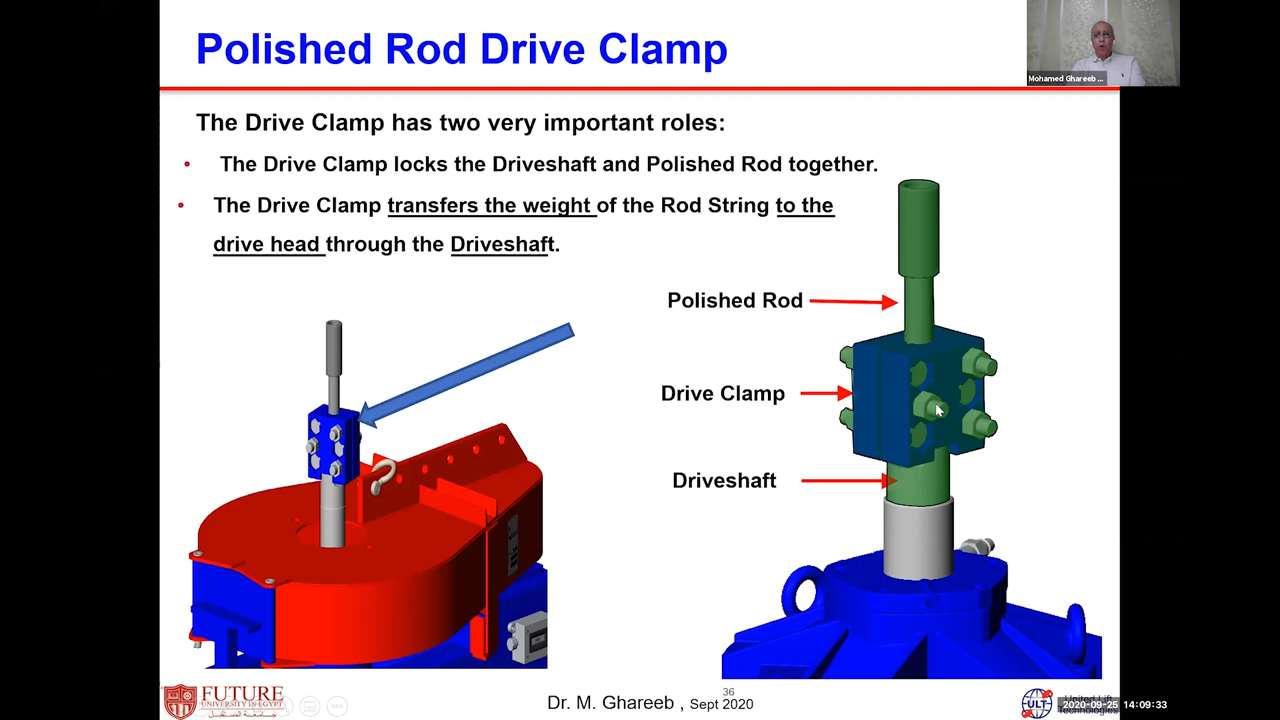 Polished Rod Drive Clamp
Mohamed Ghareeb ...
The Drive Clamp has two very important roles:
• The Drive Clamp locks the Driveshaft and Polished Rod together.
• The Drive Clamp transfers the weight of the Rod String to the
drive head through the Driveshaft.
Polished Rod
Drive Clamp
Driveshaft
FUTURE
UNIVERSITY IN EGYPT
Dr. M. Ghareeb , Sept 2020
36
ULT
United Lift
2020-09-25 14:09:33